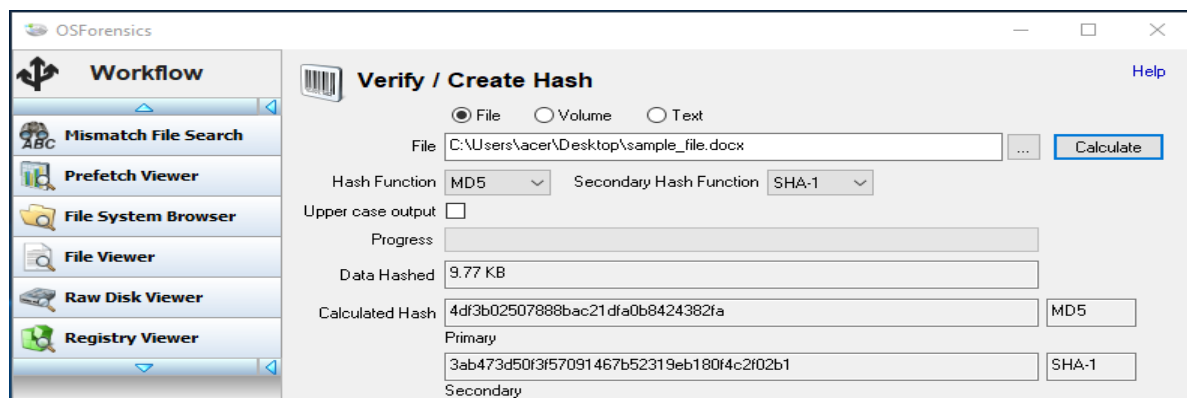 OSForensics
Workflow
Mismatch File Search
Prefetch Viewer
File System Browser
File Viewer
Raw Disk Viewer
Registry Viewer
Verify / Create Hash
Help
File Volume Text
File C:\Users\acer\Desktop\sample_file.docx ... Calculate
Hash Function MD5 Secondary Hash Function SHA-1
Upper case output
Progress
Data Hashed 9.77 KB
Calculated Hash 4df3b02507888bac21dfa0b8424382fa MD5
Primary
3ab473d50f3f57091467b52319eb180f4c2f02b1 SHA-1
Secondary